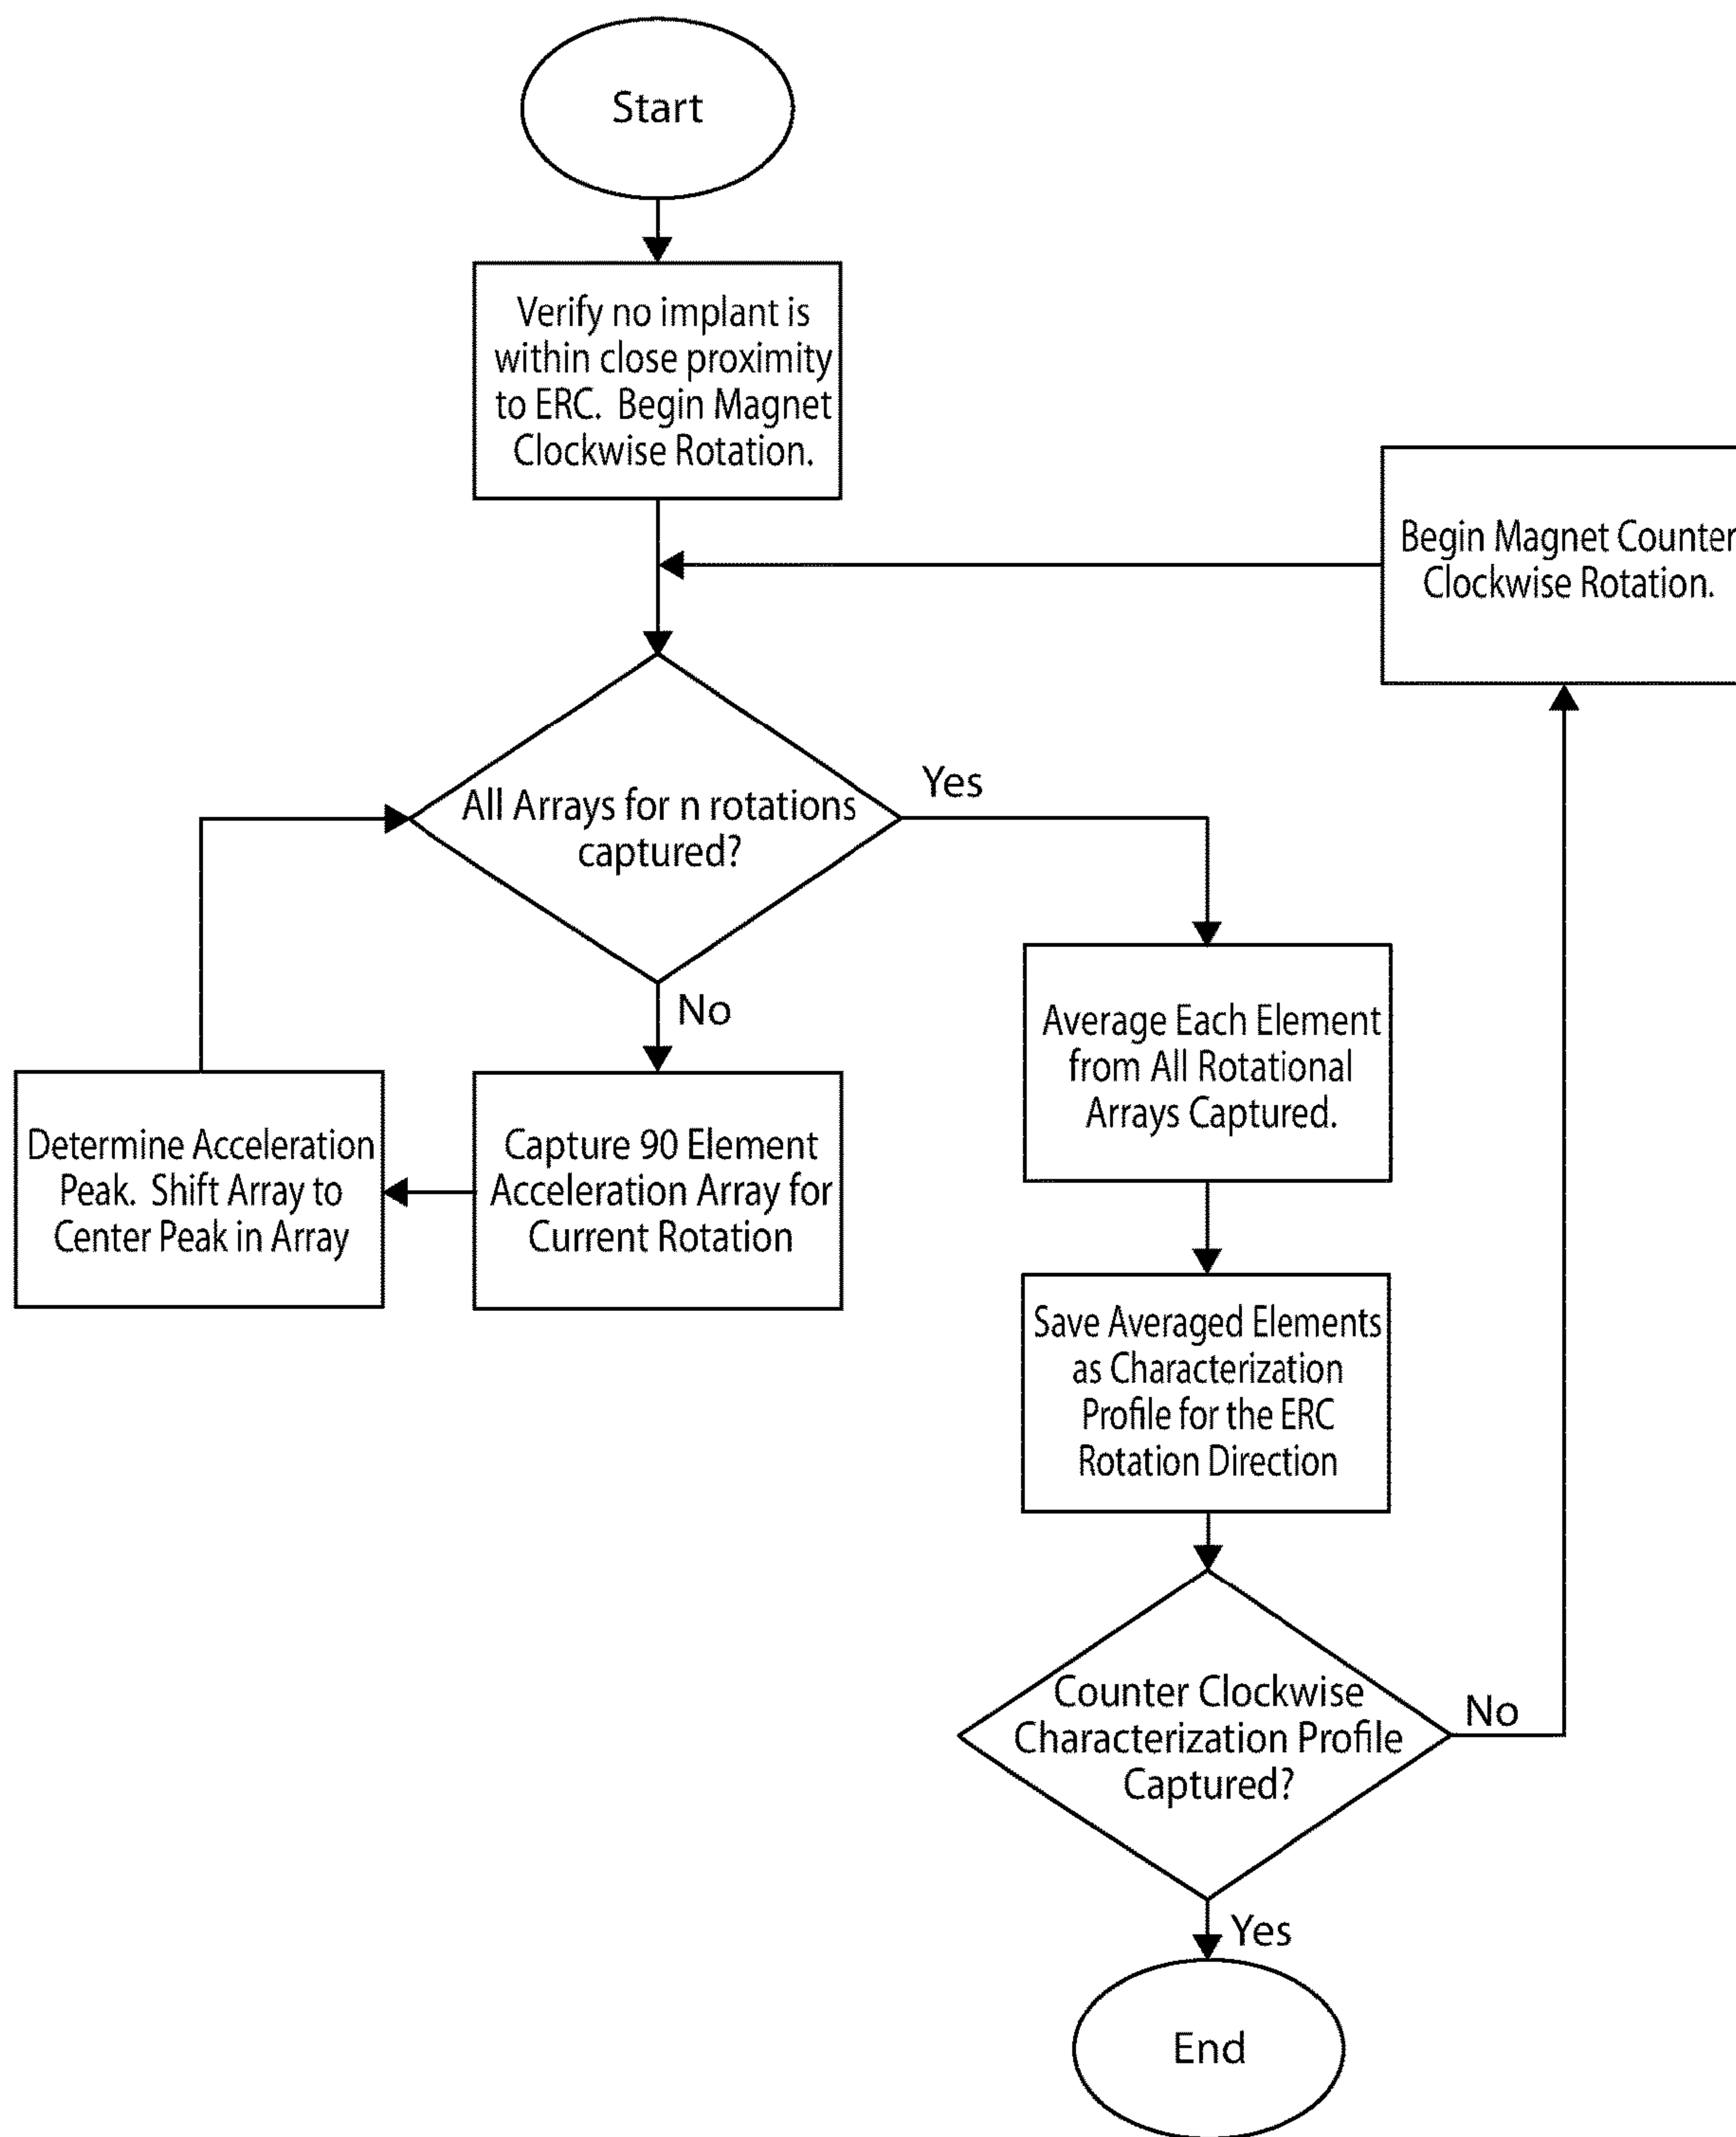 Start
Verify no implant is
within close proximity
to ERC.  Begin Magnet
Clockwise Rotation.
Begin Magnet Counter
Clockwise Rotation.
All Arrays for n rotations
captured?
Yes
No
Average Each Element
from All Rotational
Arrays Captured.
Determine Acceleration
Peak.  Shift Array to
Center Peak in Array
Capture 90 Element
Acceleration Array for
Current Rotation
Save Averaged Elements
as Characterization
Profile for the ERC
Rotation Direction
Counter Clockwise
Characterization Profile
Captured?
No
Yes
End